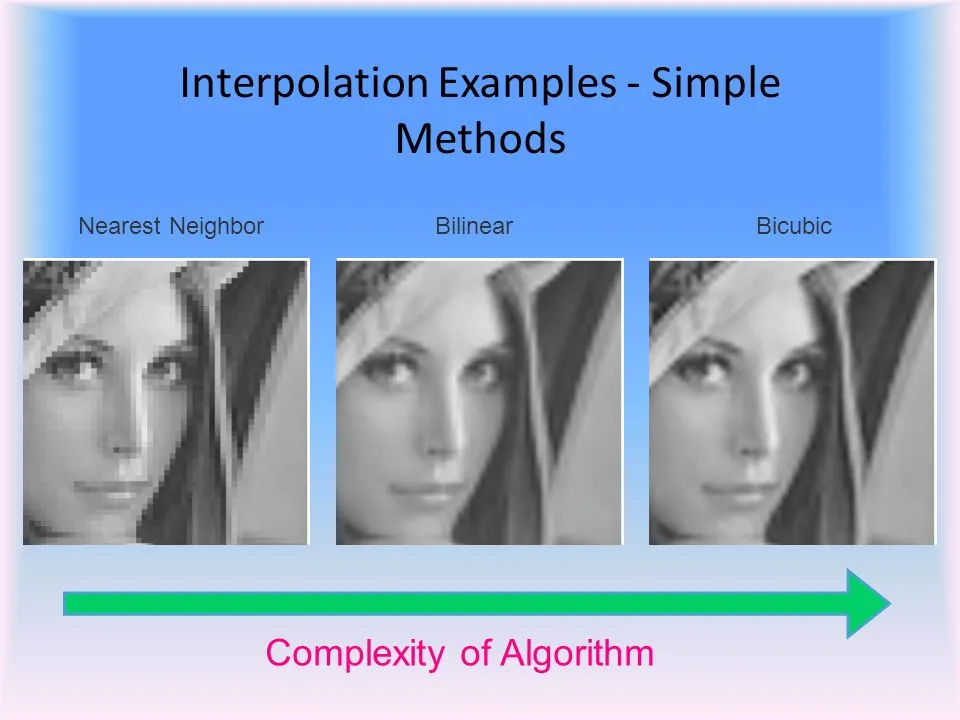 Interpolation Examples - Simple
Methods
Nearest Neighbor
Bilinear
Bicubic
Complexity of Algorithm